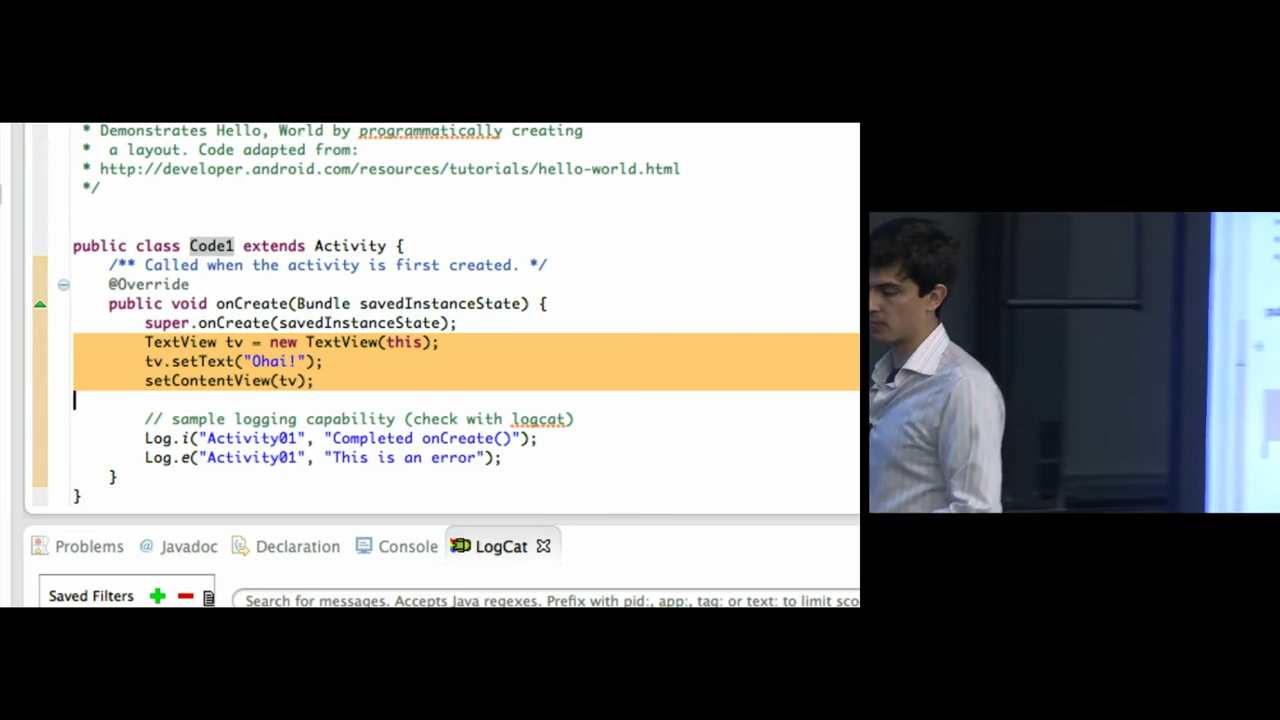 * Demonstrates Hello, World by programmatically creating
*  a layout. Code adapted from:
* http://developer.android.com/resources/tutorials/hello-world.html
*/
public class Code1 extends Activity {
/** Called when the activity is first created. */
@Override
public void onCreate(Bundle savedInstanceState) {
super.onCreate(savedInstanceState);
TextView tv = new TextView(this);
tv.setText("Ohai!");
setContentView(tv);
// sample logging capability (check with logcat)
Log.i("Activity01", "Completed onCreate()");
Log.e("Activity01", "This is an error");
}
}
Problems @ Javadoc Declaration Console LogCat
Saved Filters
Search for messages. Accepts Java regexes. Prefix with pid:, app:, tag: or text: to limit sco